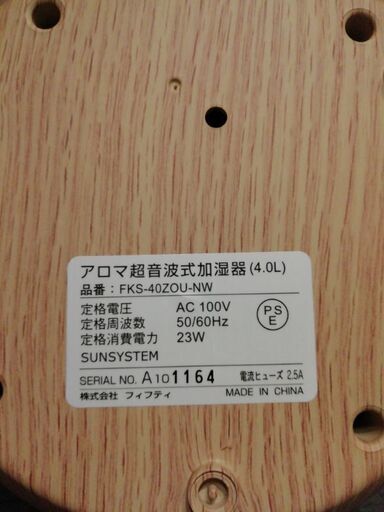 アロマ超音波式加湿器(4.0L)
品番：FKS-40ZOU-NW
定格電圧 AC 100V
定格周波数 50/60Hz
定格消費電力 23W
PS
E
SUNSYSTEM
SERIAL NO. A101164 電流ヒューズ 2.5A
株式会社 フィフティ MADE IN CHINA